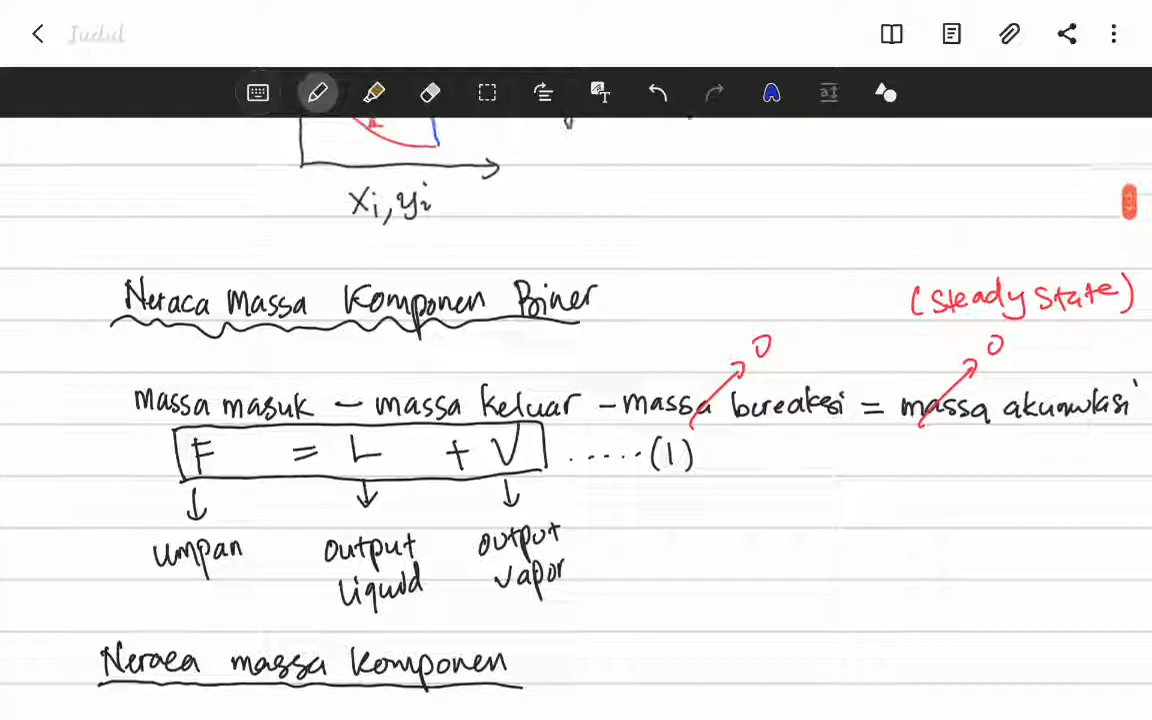 Judul
xi, yi
Neraca Massa Komponen Biner
(Steady State)
0 0
massa masuk - massa keluar - massa bereaksi = massa akumulasi
F = L + V .....(1)
umpan output liquid output vapor
Neraca massa komponen